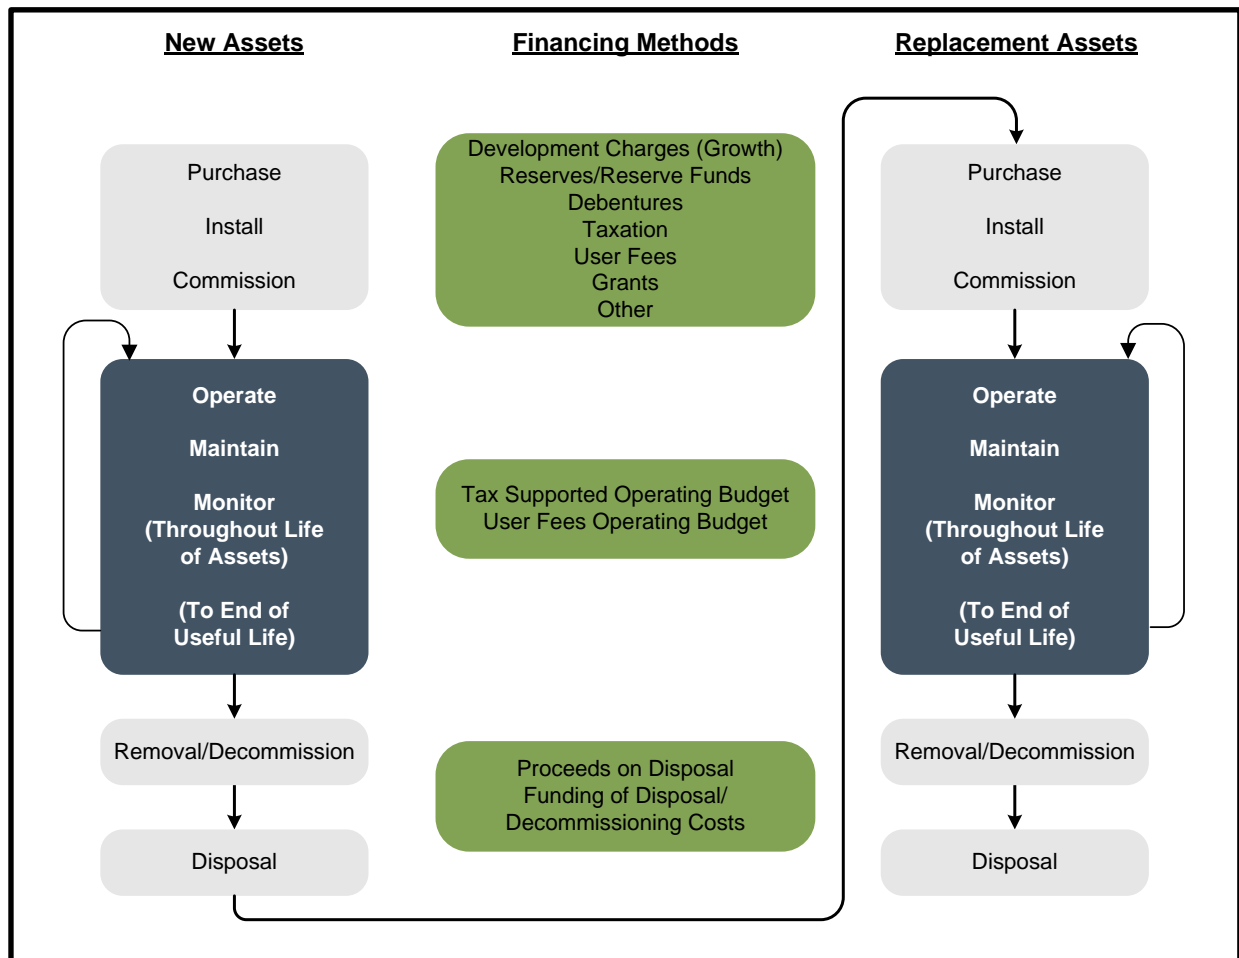 New Assets
Purchase
Install
Commission
Operate
Maintain
Monitor
(Throughout Life
of Assets)
(To End of
Useful Life)
Removal/Decommission
Disposal
Financing Methods
Development Charges (Growth)
Reserves/Reserve Funds
Debentures
Taxation
User Fees
Grants
Other
Tax Supported Operating Budget
User Fees Operating Budget
Proceeds on Disposal
Funding of Disposal/
Decommissioning Costs
Replacement Assets
Purchase
Install
Commission
Operate
Maintain
Monitor
(Throughout Life
of Assets)
(To End of
Useful Life)
Removal/Decommission
Disposal